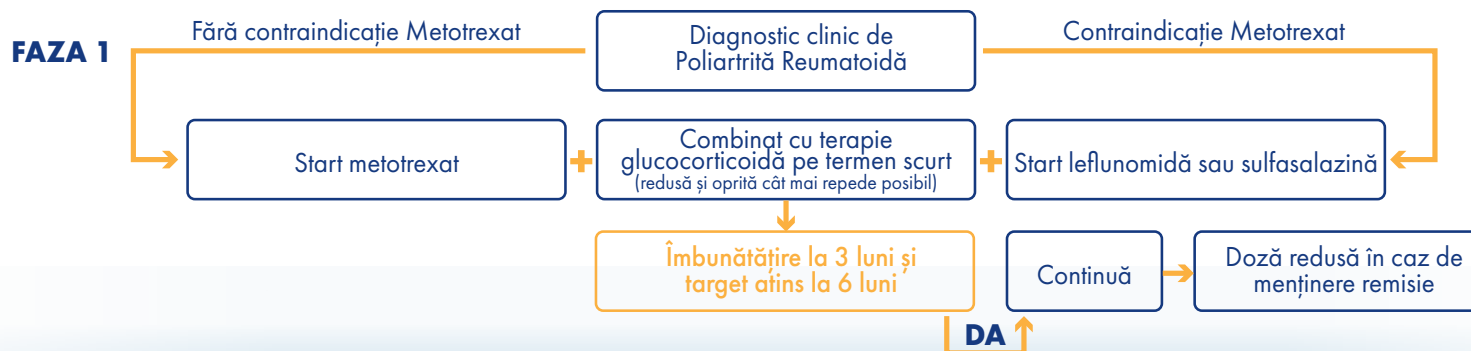 FAZA 1
Fără contraindicație Metotrexat
Diagnostic clinic de
Poliartrită Reumatoidă
Contraindicație Metotrexat
Start metotrexat
+
Combinat cu terapie
glucocorticoidă pe termen scurt
(redusă și oprită cât mai repede posibil)
+
Start leflunomidă sau sulfasalazină
Îmbunătățire la 3 luni și
target atins la 6 luni
Continuă
Doză redusă în caz de
menținere remisie
DA